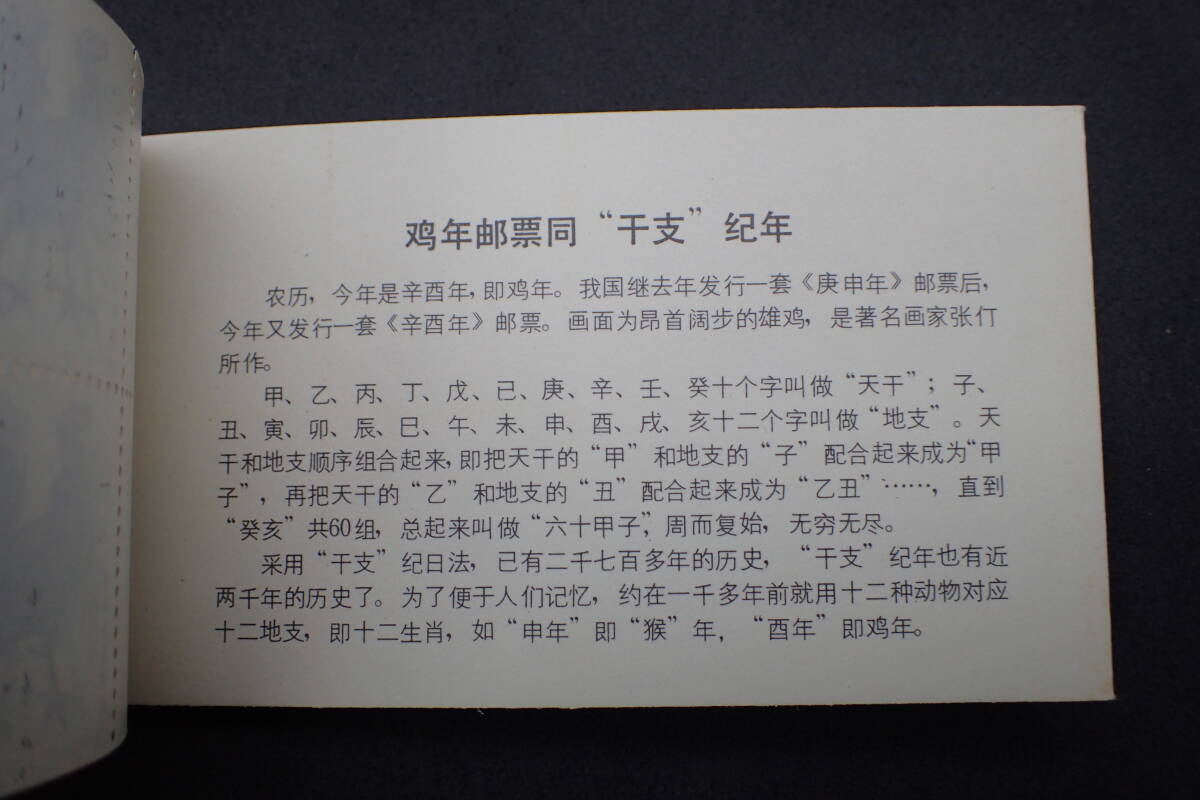 鸡年邮票同“干支”纪年
农历，今年是辛酉年，即鸡年。我国继去年发行一套《庚申年》邮票后，
今年又发行一套《辛酉年》邮票。画面为昂首阔步的雄鸡，是著名画家张仃
所作。
甲、乙、丙、丁、戊、己、庚、辛、壬、癸十个字叫做“天干”；子、
丑、寅、卯、辰、巳、午、未、申、酉、戌、亥十二个字叫做“地支”。天
干和地支顺序组合起来，即把天干的“甲”和地支的“子”配合起来成为“甲
子”，再把天干的“乙”和地支的“丑”配合起来成为“乙丑”……，直到
“癸亥”共60组，总起来叫做“六十甲子”，周而复始，无穷无尽。
采用“干支”纪日法，已有二千七百多年的历史，“干支”纪年也有近
两千年的历史了。为了便于人们记忆，约在一千多年前就用十二种动物对应
十二地支，即十二生肖，如“申年”即“猴”年，“酉年”即鸡年。